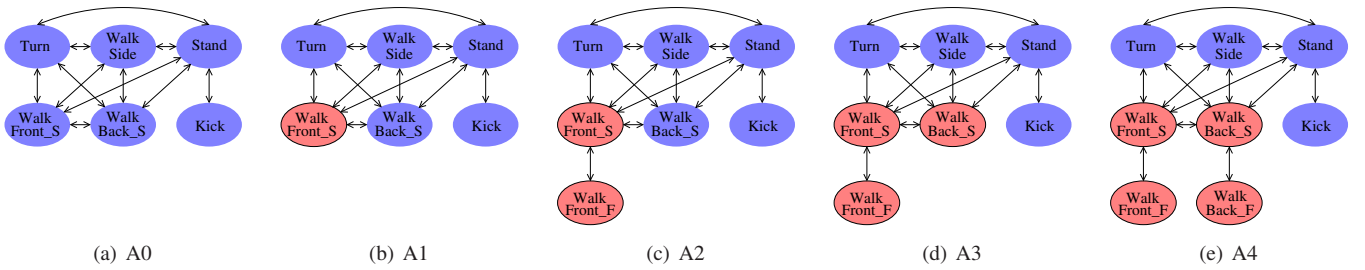 Turn
Walk
Side
Stand
Walk
Front_S
Walk
Back_S
Kick
(a) A0
Turn
Walk
Side
Stand
Walk
Front_S
Walk
Back_S
Kick
(b) A1
Turn
Walk
Side
Stand
Walk
Front_S
Walk
Back_S
Kick
Walk
Front_F
(c) A2
Turn
Walk
Side
Stand
Walk
Front_S
Walk
Back_S
Kick
Walk
Front_F
(d) A3
Turn
Walk
Side
Stand
Walk
Front_S
Walk
Back_S
Kick
Walk
Front_F
Walk
Back_F
(e) A4